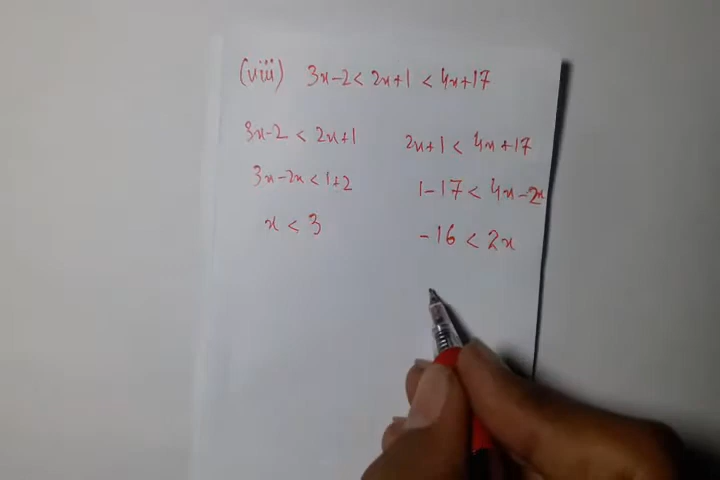 (viii) 3x-2 < 2x+1 < 4x+17
3x-2 < 2x+1
3x-2x < 1+2
x < 3
2x+1 < 4x+17
1-17 < 4x-2x
-16 < 2x